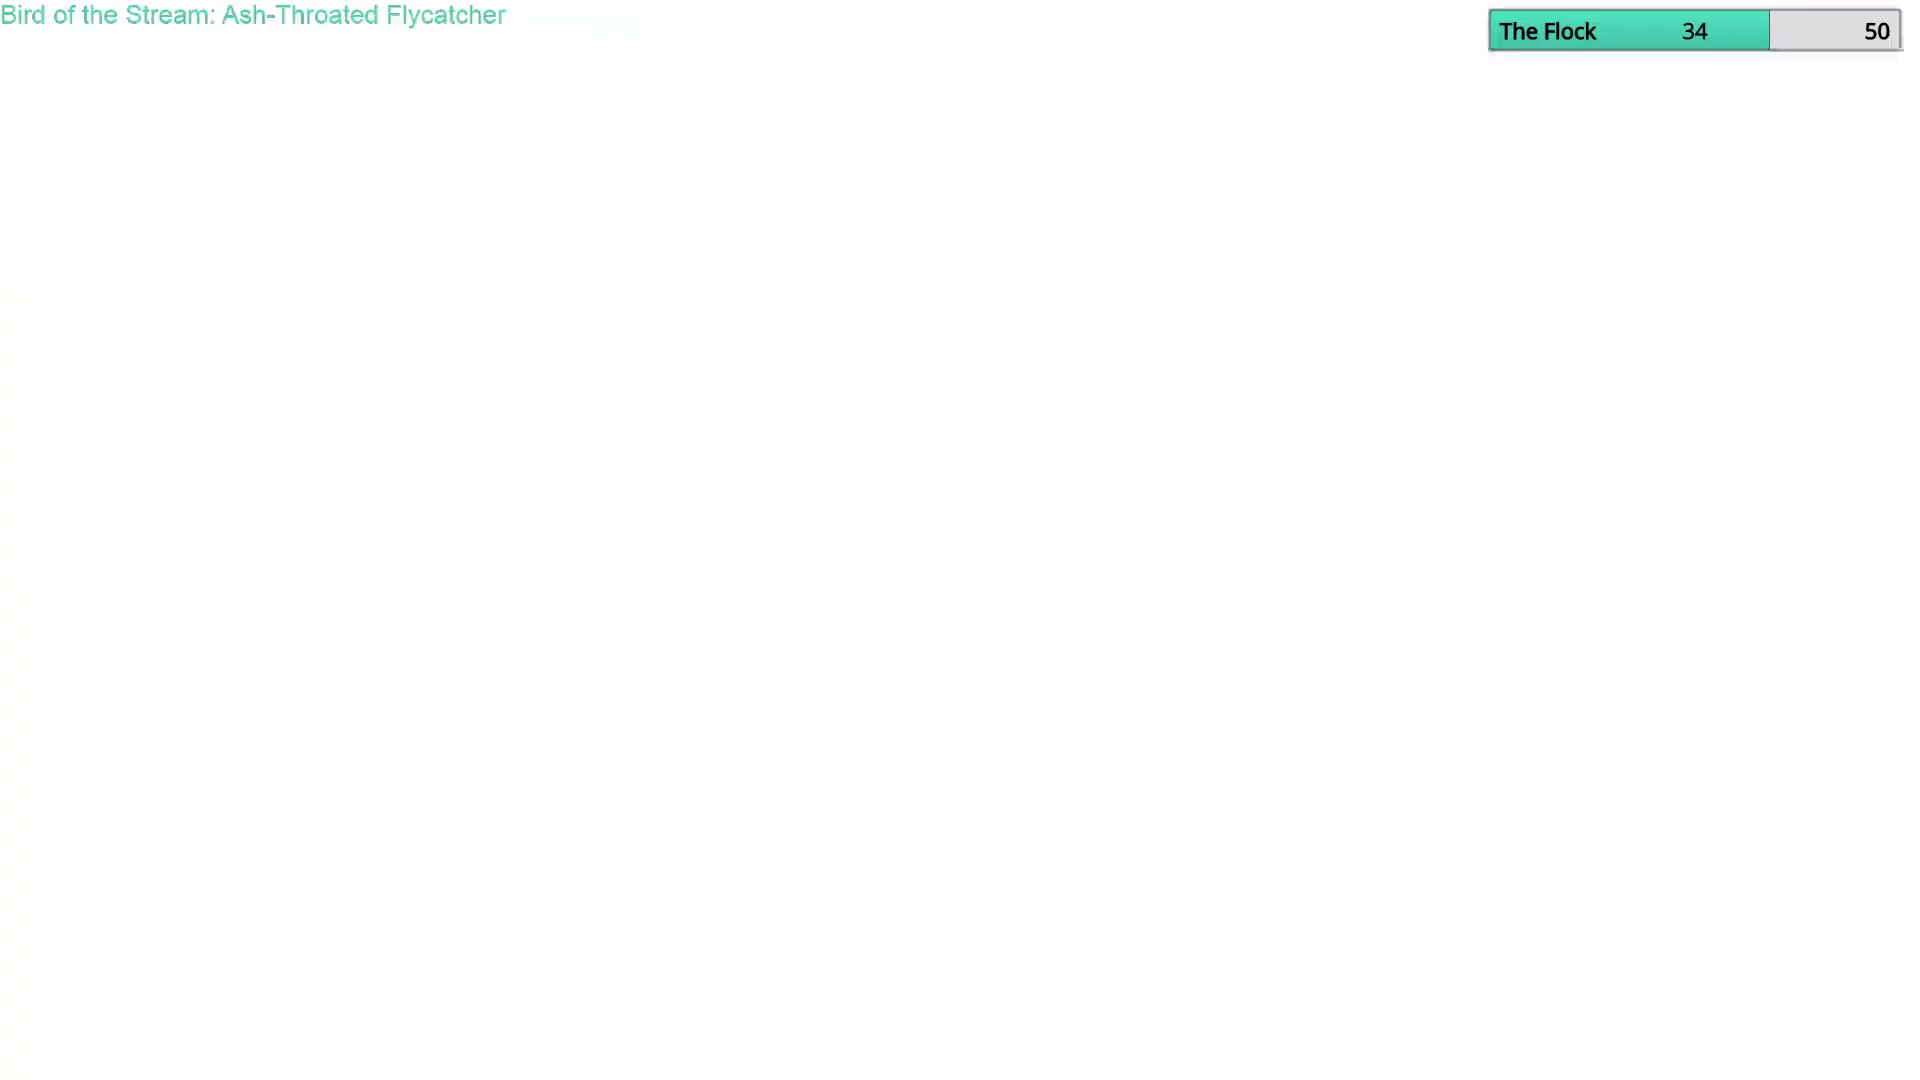 Bird of the Stream: Ash-Throated Flycatcher
The Flock 34 50